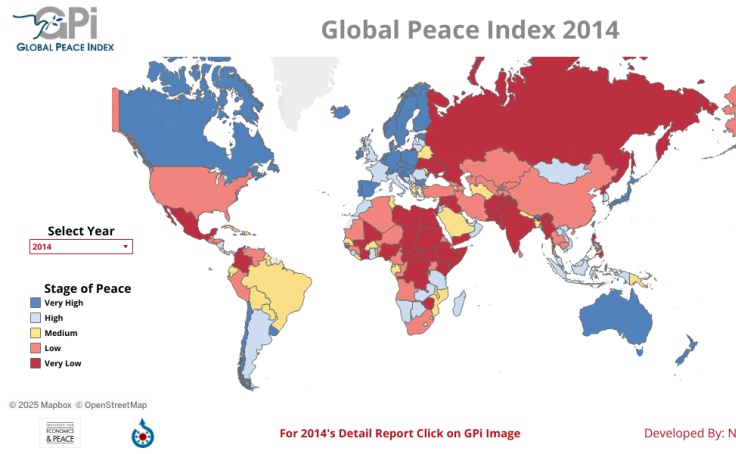 GPi
GLOBAL PEACE INDEX
Global Peace Index 2014
Select Year
2014
Stage of Peace
Very High
High
Medium
Low
Very Low
© 2025 Mapbox © OpenStreetMap
INSTITUTE FOR
ECONOMICS
& PEACE
For 2014's Detail Report Click on GPi Image
Developed By: N